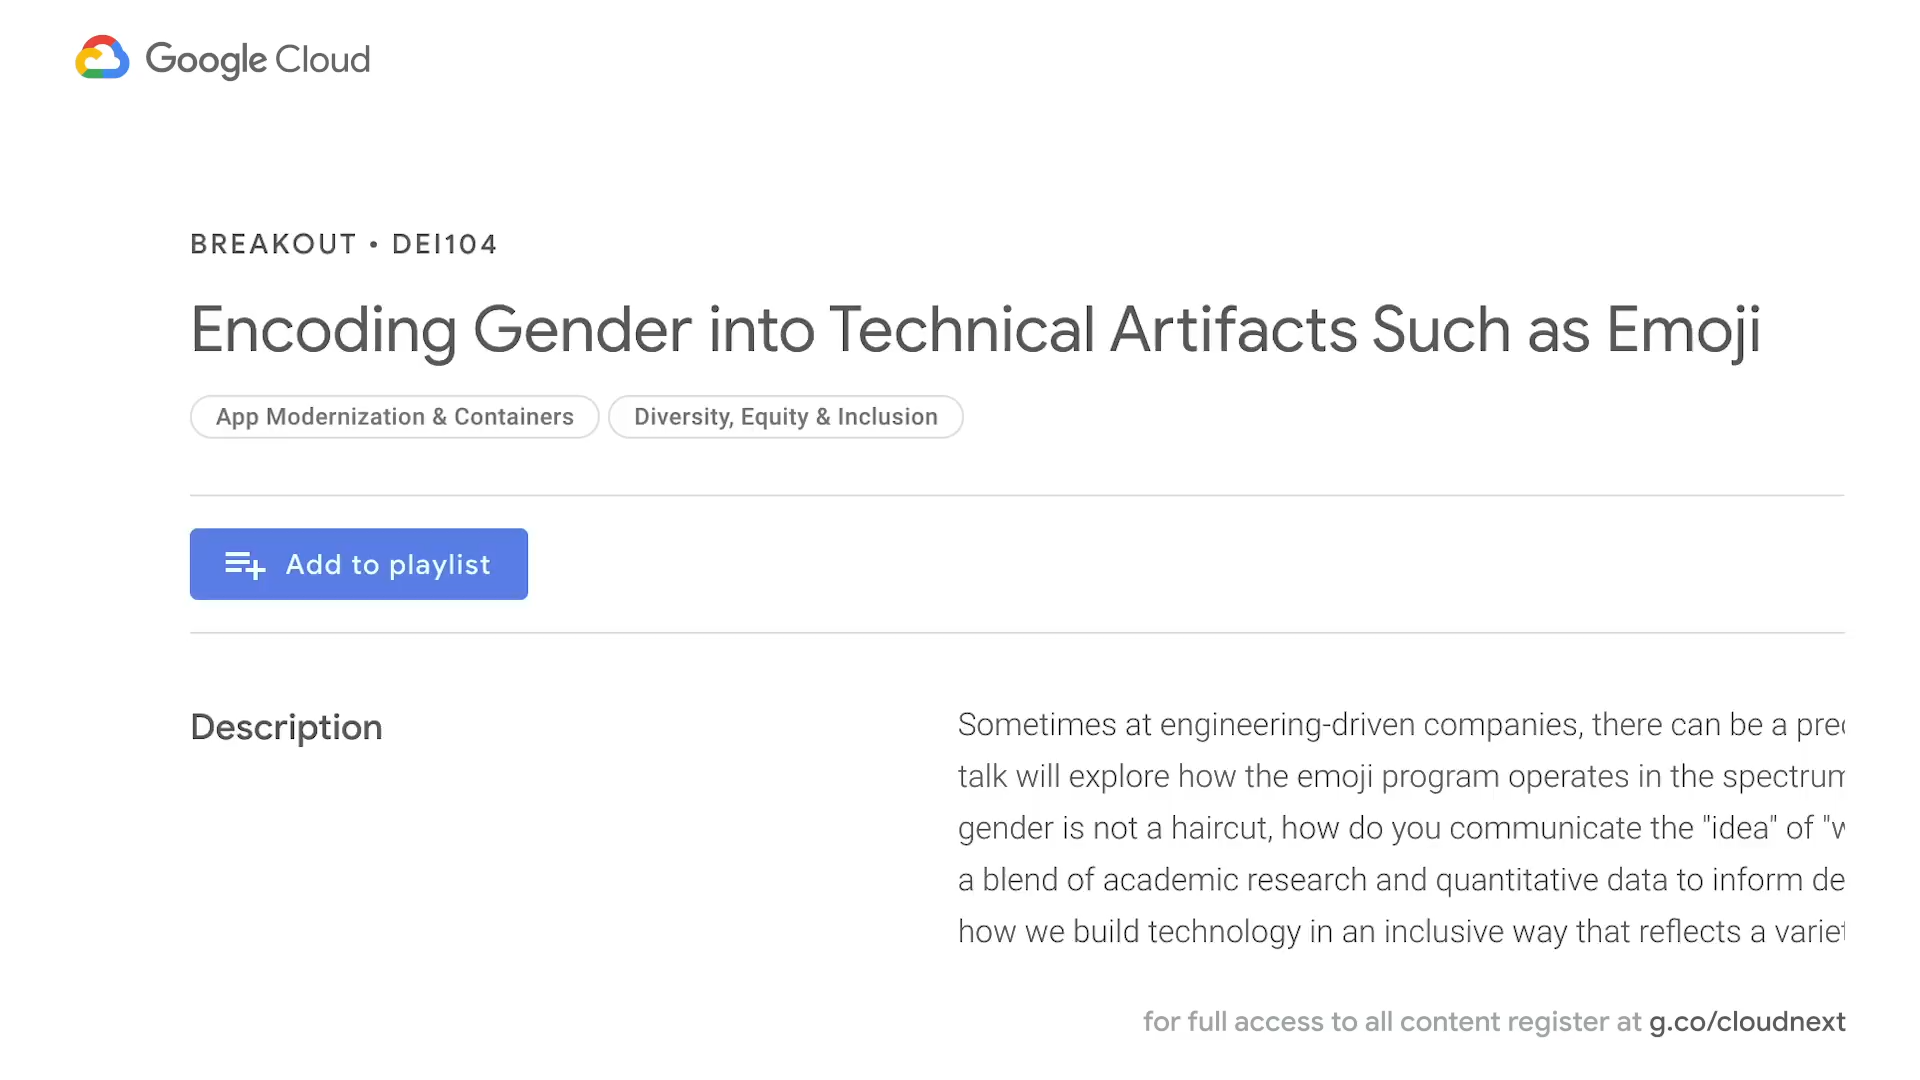 Google Cloud
BREAKOUT • DEI104
Encoding Gender into Technical Artifacts Such as Emoji
App Modernization & Containers
Diversity, Equity & Inclusion
Add to playlist
Description
Sometimes at engineering-driven companies, there can be a
talk will explore how the emoji program operates in the
gender is not a haircut, how do you communicate the "idea" of
a blend of academic research and quantitative data to inform
how we build technology in an inclusive way that reflects a
for full access to all content register at g.co/cloudnext